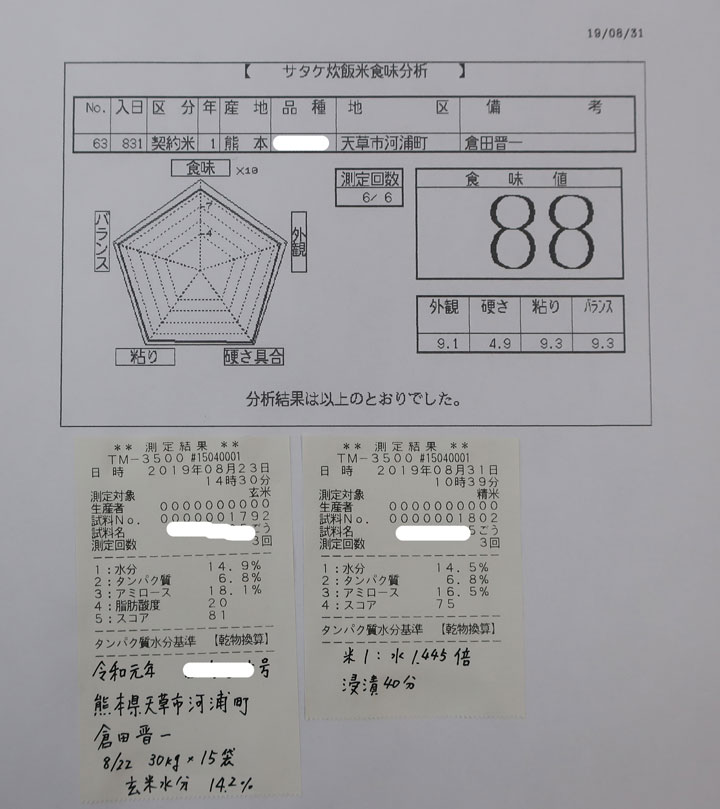 19/08/31
【 サタケ炊飯米食味分析 】
No. 入日 区分 年 産地 品種 地区 備考
63 831 契約米 1 熊本 天草市河浦町 倉田晋一
食味 ×10
バランス
外観
粘り
硬さ具合
7
4
測定回数
6/ 6
食味値
88
外観 硬さ 粘り バランス
9.1 4.9 9.3 9.3
分析結果は以上のとおりでした。
** 測定結果 **
TM-3500 #15040001
日時 2019年08月23日
14時30分
測定対象 玄米
生産者 0000000000
試料No. 0000001792
試料名 ごう
測定回数 3回
1:水分 14.9%
2:タンパク質 6.8%
3:アミロース 18.1%
4:脂肪酸度 20
5:スコア 81
タンパク質水分基準 【乾物換算】
令和元年 号
熊本県天草市河浦町
倉田晋一
8/22 30kg×15袋
玄米水分 14.2%
** 測定結果 **
TM-3500 #15040001
日時 2019年08月31日
10時39分
測定対象 精米
生産者 0000000000
試料No. 0000001802
試料名 ごう
測定回数 3回
1:水分 14.5%
2:タンパク質 6.8%
3:アミロース 16.5%
4:スコア 75
タンパク質水分基準 【乾物換算】
米1:水1.445倍
浸漬40分